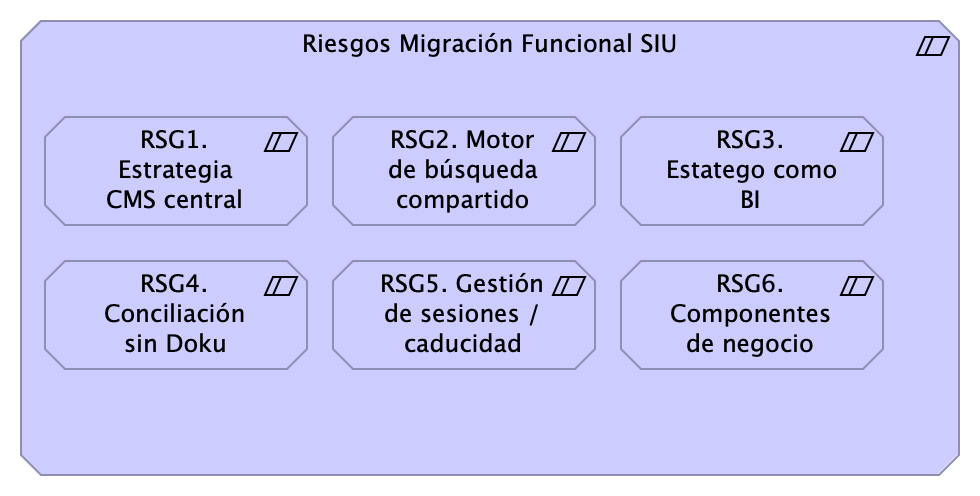 Riesgos Migración Funcional SIU
RSG1.
Estrategia
CMS central
RSG2. Motor
de búsqueda
compartido
RSG3.
Estatego como
BI
RSG4.
Conciliación
sin Doku
RSG5. Gestión
de sesiones /
caducidad
RSG6.
Componentes
de negocio